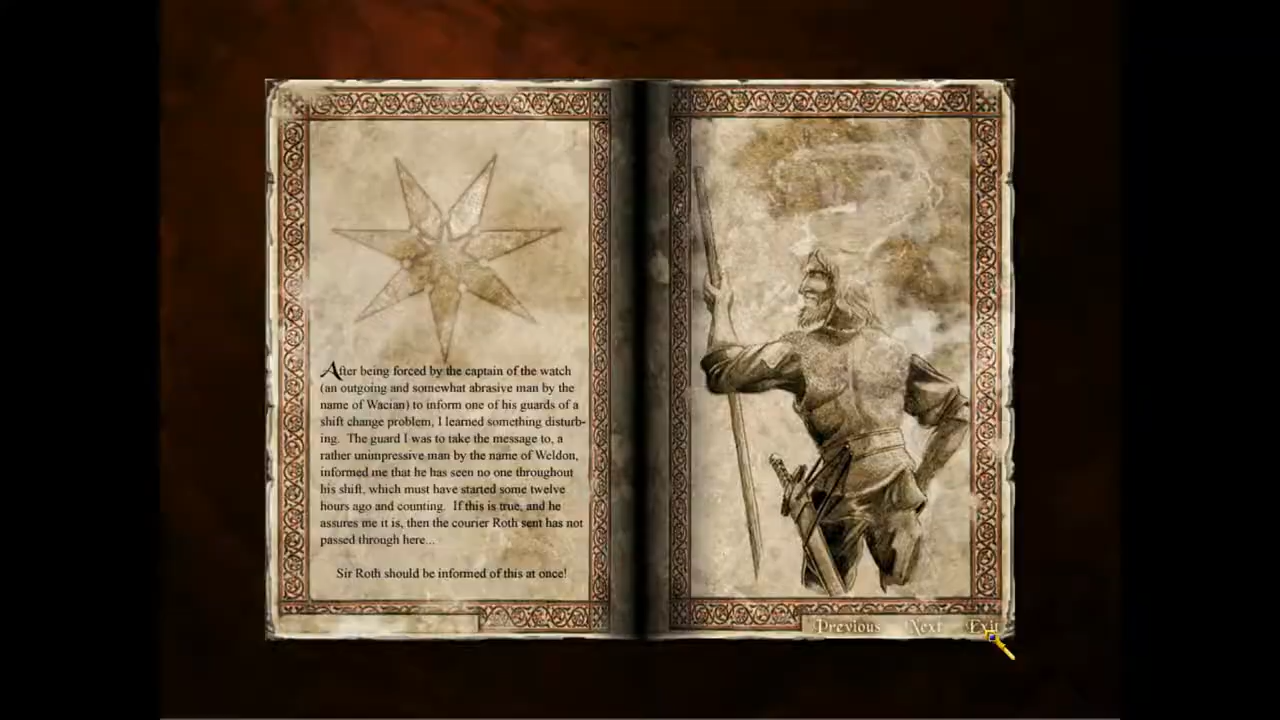 After being forced by the captain of the watch
(an outgoing and somewhat abrasive man by the
name of Wacian) to inform one of his guards of a
shift change problem, I learned something disturb-
ing. The guard I was to take the message to, a
rather unimpressive man by the name of Weldon,
informed me that he has seen no one throughout
his shift, which must have started some twelve
hours ago and counting. If this is true, and he
assures me it is, then the courier Roth sent has not
passed through here...
Sir Roth should be informed of this at once!
Previous Next Exit